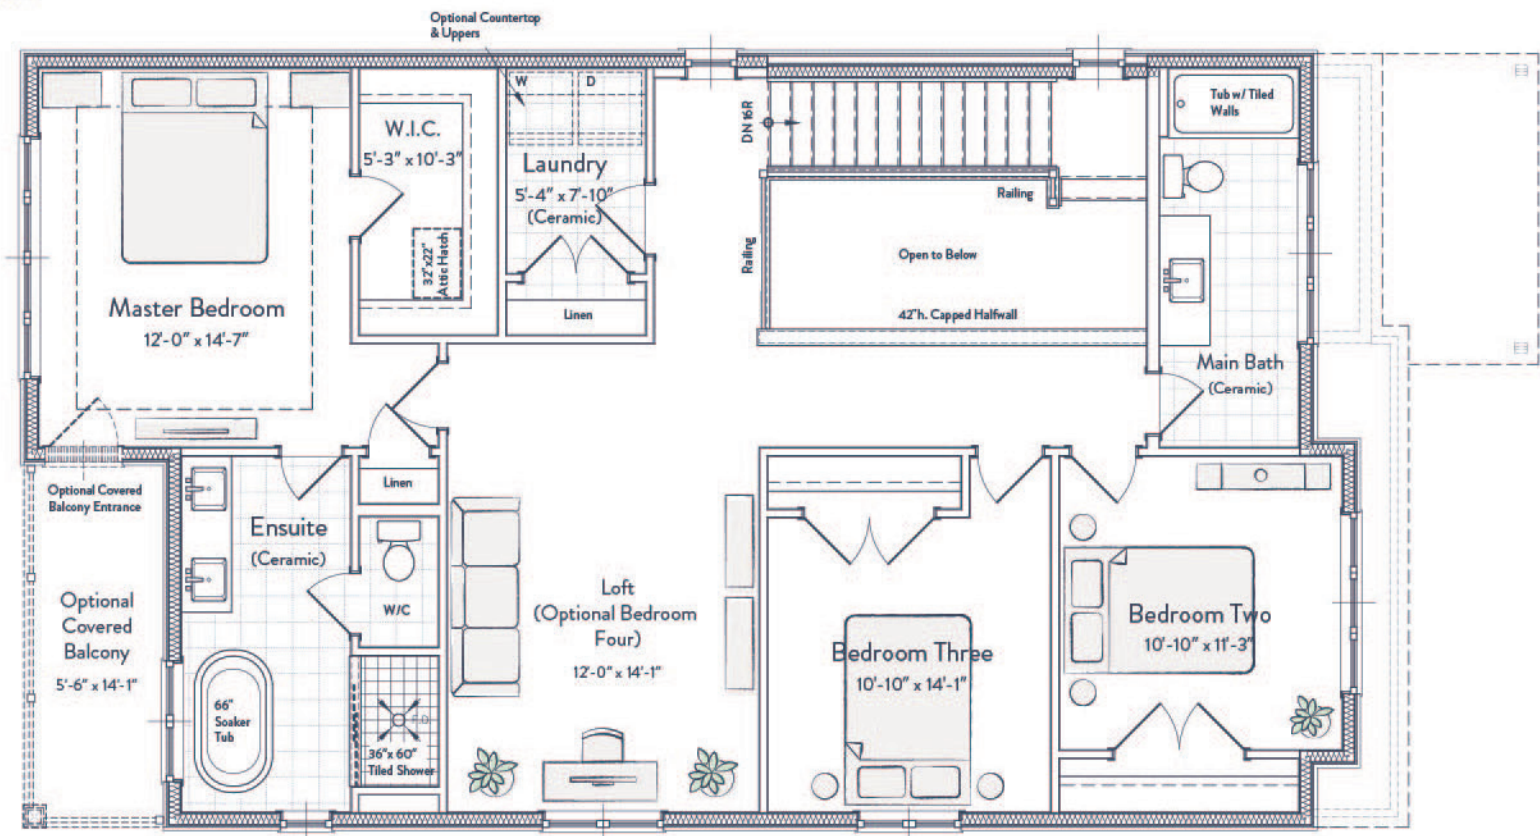 Optional Countertop
& Uppers
W
D
W.I.C.
5'-3" x 10'-3"
Laundry
5'-4" x 7'-10"
(Ceramic)
32"x22"
Attic Hatch
Linen
DN 16R
Railing
Railing
Open to Below
42"h. Capped Halfwall
Tub w/ Tiled
Walls
Main Bath
(Ceramic)
Master Bedroom
12'-0" x 14'-7"
Optional Covered
Balcony Entrance
Linen
Ensuite
(Ceramic)
W/C
Optional
Covered
Balcony
5'-6" x 14'-1"
66"
Soaker
Tub
F.D
36"x 60"
Tiled Shower
Loft
(Optional Bedroom
Four)
12'-0" x 14'-1"
Bedroom Three
10'-10" x 14'-1"
Bedroom Two
10'-10" x 11'-3"